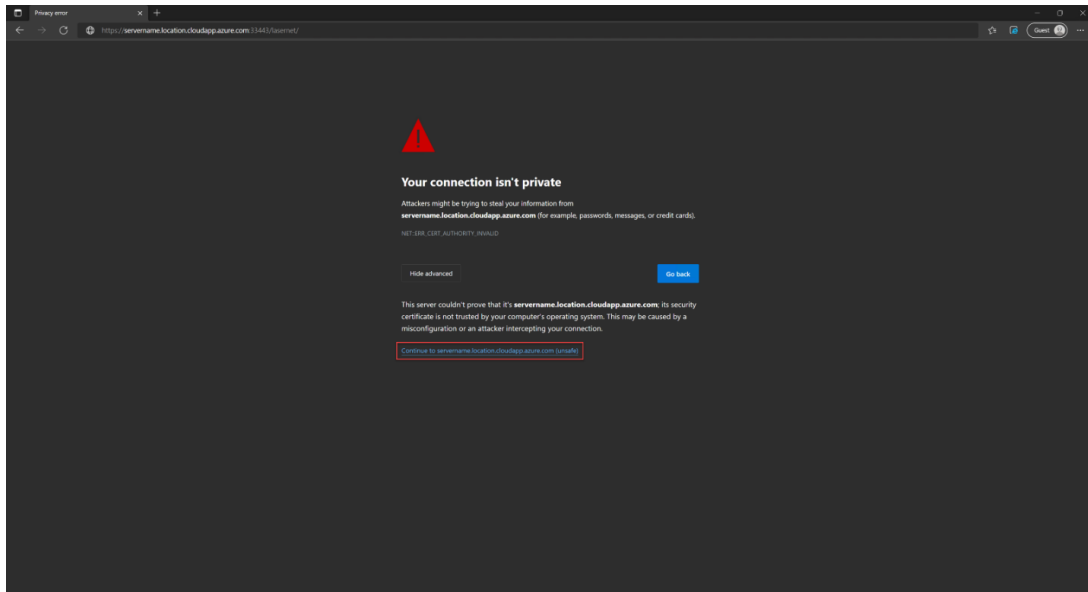 Privacy error
https://servername.location.cloudapp.azure.com:33443/lasernet/
Guest
Your connection isn't private
Attackers might be trying to steal your information from
servername.location.cloudapp.azure.com (for example, passwords, messages, or credit cards).
NET::ERR_CERT_AUTHORITY_INVALID
Hide advanced
Go back
This server couldn't prove that it's servername.location.cloudapp.azure.com; its security
certificate is not trusted by your computer's operating system. This may be caused by a
misconfiguration or an attacker intercepting your connection.
Continue to servername.location.cloudapp.azure.com (unsafe)